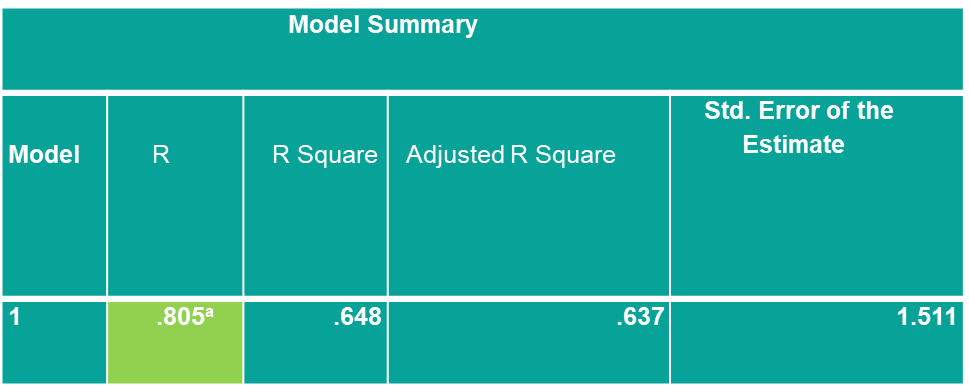 Model Summary
Model R R Square Adjusted R Square Std. Error of the
Estimate
1 .805ᵃ .648 .637 1.511